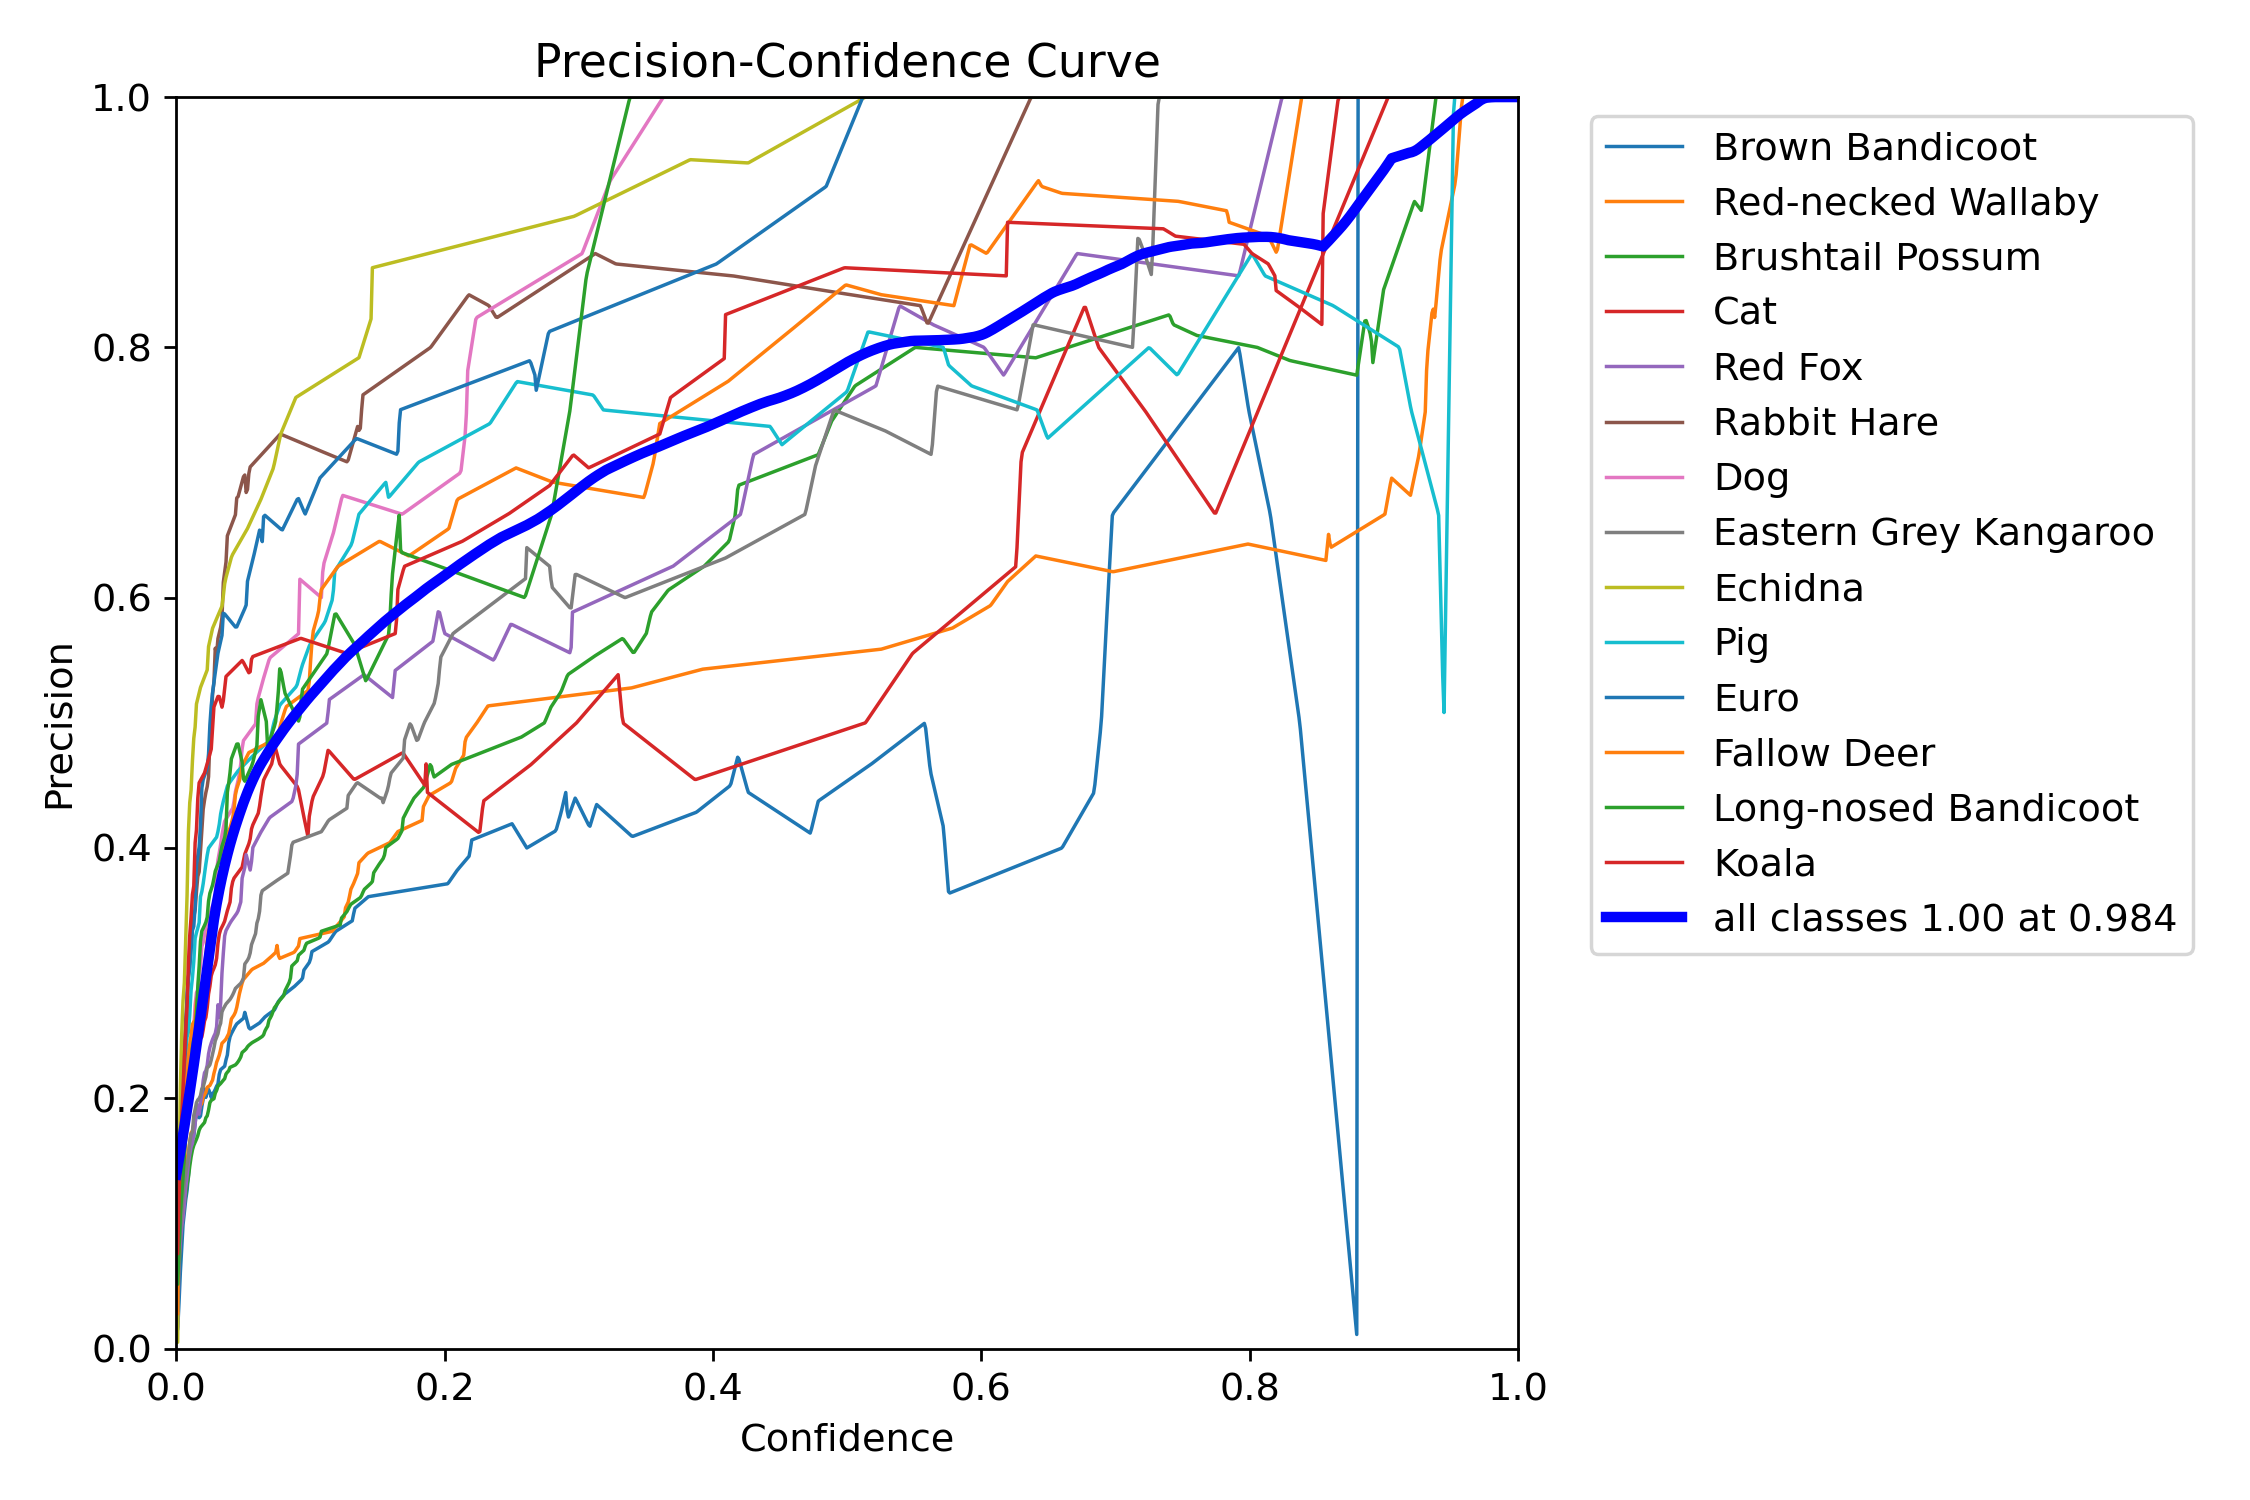 Precision-Confidence Curve
1.0
0.8
0.6
0.4
0.2
0.0
Precision
0.0 0.2 0.4 0.6 0.8 1.0
Confidence
Brown Bandicoot
Red-necked Wallaby
Brushtail Possum
Cat
Red Fox
Rabbit Hare
Dog
Eastern Grey Kangaroo
Echidna
Pig
Euro
Fallow Deer
Long-nosed Bandicoot
Koala
all classes 1.00 at 0.984